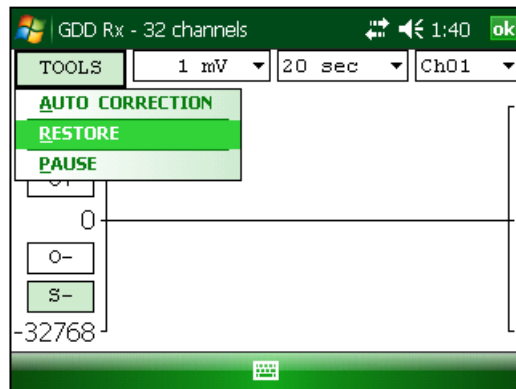 GDD Rx - 32 channels 1:40 ok
TOOLS 1 mV 20 sec Ch01
AUTO CORRECTION
RESTORE
PAUSE
0
O-
S-
-32768